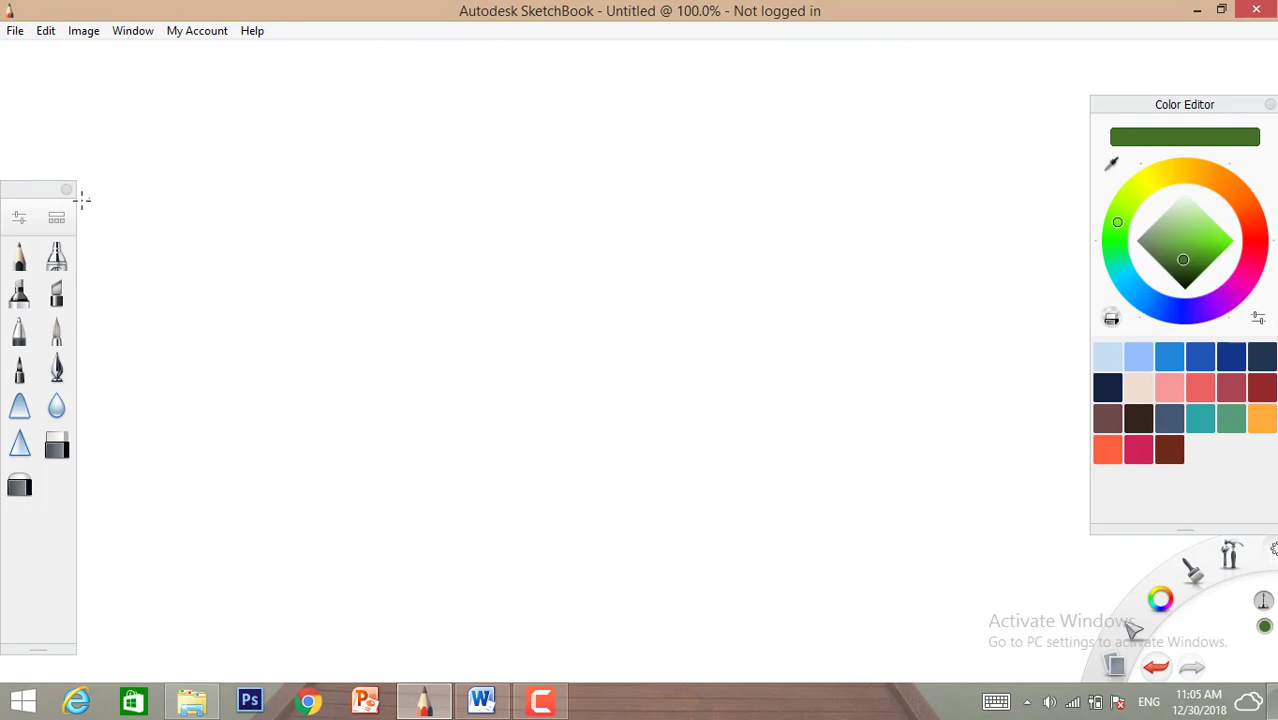 Autodesk SketchBook - Untitled @ 100.0% - Not logged in
File Edit Image Window My Account Help
Color Editor
Activate Windows
Go to PC settings to activate Windows.
Ps
P
W
ENG
11:05 AM
12/30/2018